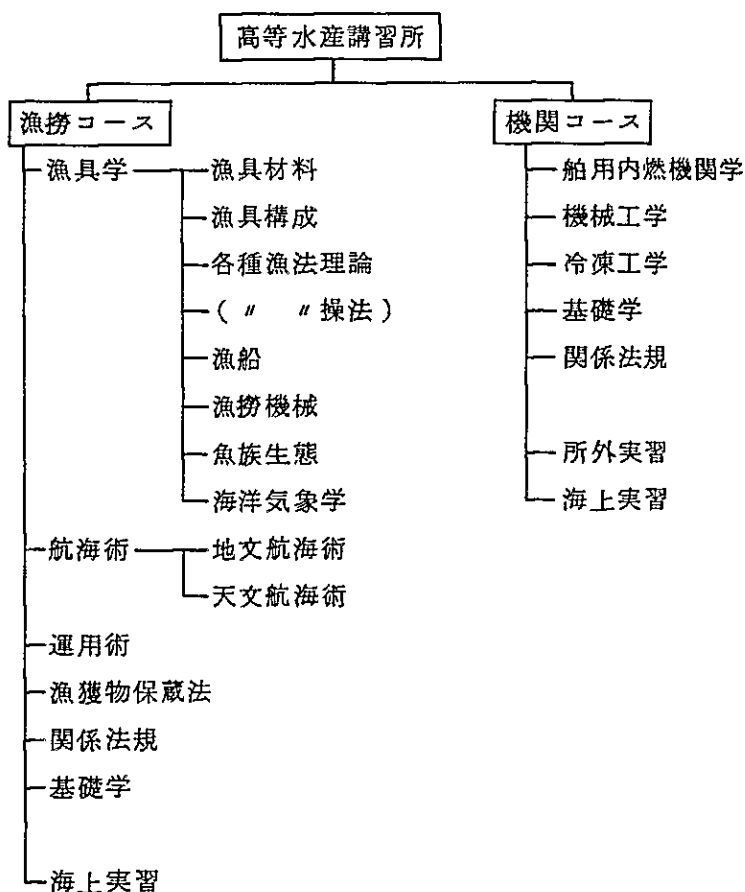 高等水産講習所
漁撈コース
漁具学
漁具材料
漁具構成
各種漁法理論
( 〃 〃操法 )
漁船
漁撈機械
魚族生態
海洋気象学
航海術
地文航海術
天文航海術
運用術
漁獲物保蔵法
関係法規
基礎学
海上実習
機関コース
舶用内燃機関学
機械工学
冷凍工学
基礎学
関係法規
所外実習
海上実習